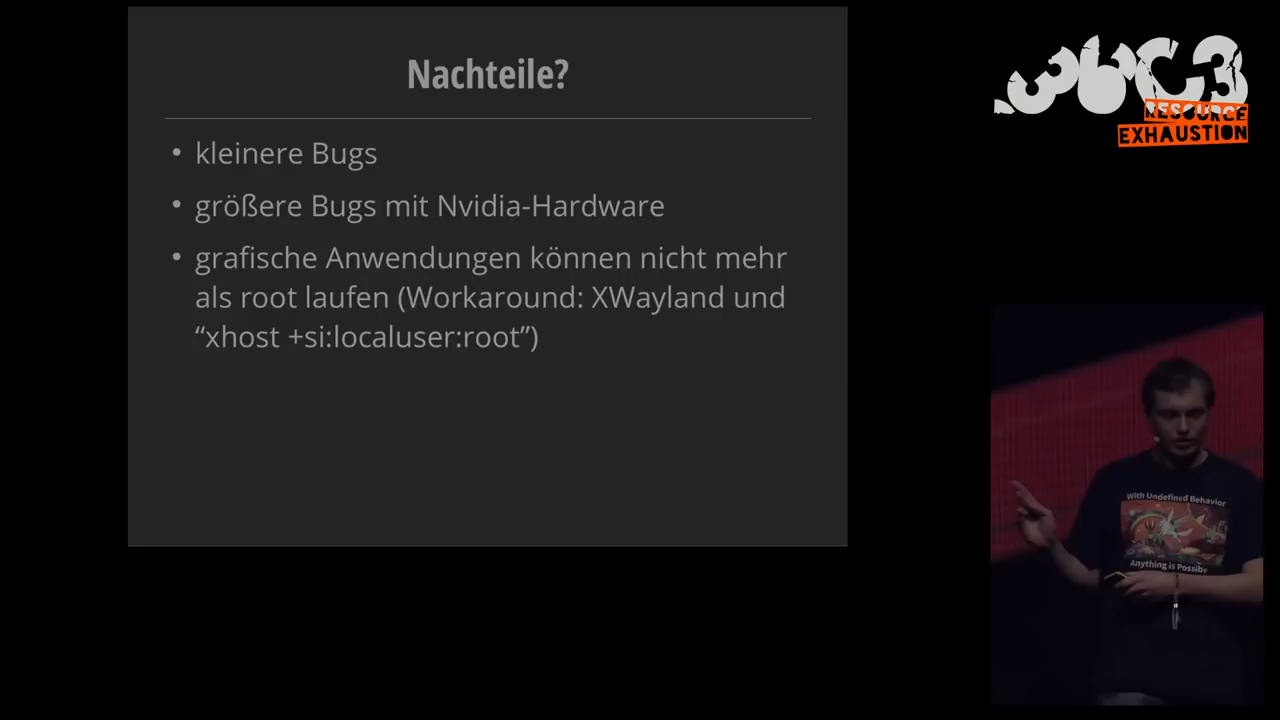 Nachteile?
• kleinere Bugs
• größere Bugs mit Nvidia-Hardware
• grafische Anwendungen können nicht mehr
als root laufen (Workaround: XWayland und
“xhost +si:localuser:root”)
36C3
RESOURCE
EXHAUSTION
With Undefined Behavior
Anything is Possible